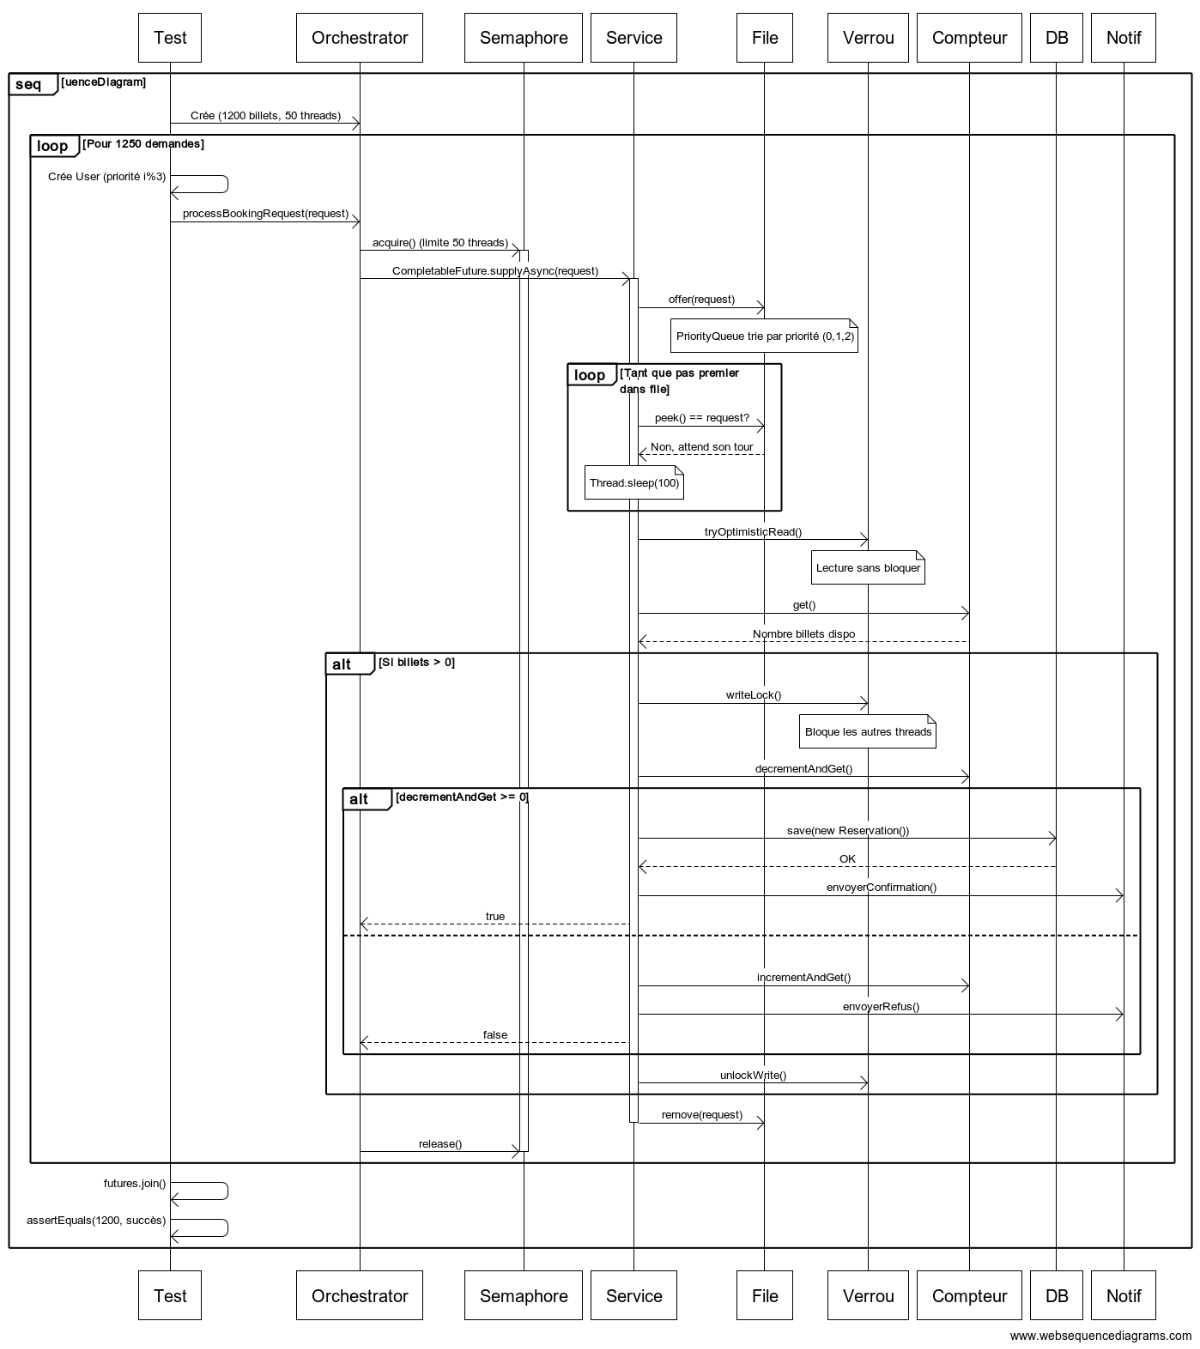 Test
Orchestrator
Semaphore
Service
File
Verrou
Compteur
DB
Notif
seq
[uenceDiagram]
Crée (1200 billets, 50 threads)
loop
[Pour 1250 demandes]
Crée User (priorité i%3)
processBookingRequest(request)
acquire() (limite 50 threads)
CompletableFuture.supplyAsync(request)
offer(request)
PriorityQueue trie par priorité (0,1,2)
loop
[Tant que pas premier
dans file]
peek() == request?
Non, attend son tour
Thread.sleep(100)
tryOptimisticRead()
Lecture sans bloquer
get()
Nombre billets dispo
alt
[Si billets > 0]
writeLock()
Bloque les autres threads
decrementAndGet()
alt
[decrementAndGet >= 0]
save(new Reservation())
OK
envoyerConfirmation()
true
incrementAndGet()
envoyerRefus()
false
unlockWrite()
remove(request)
release()
futures.join()
assertEquals(1200, succès)
Test
Orchestrator
Semaphore
Service
File
Verrou
Compteur
DB
Notif
www.websequencediagrams.com